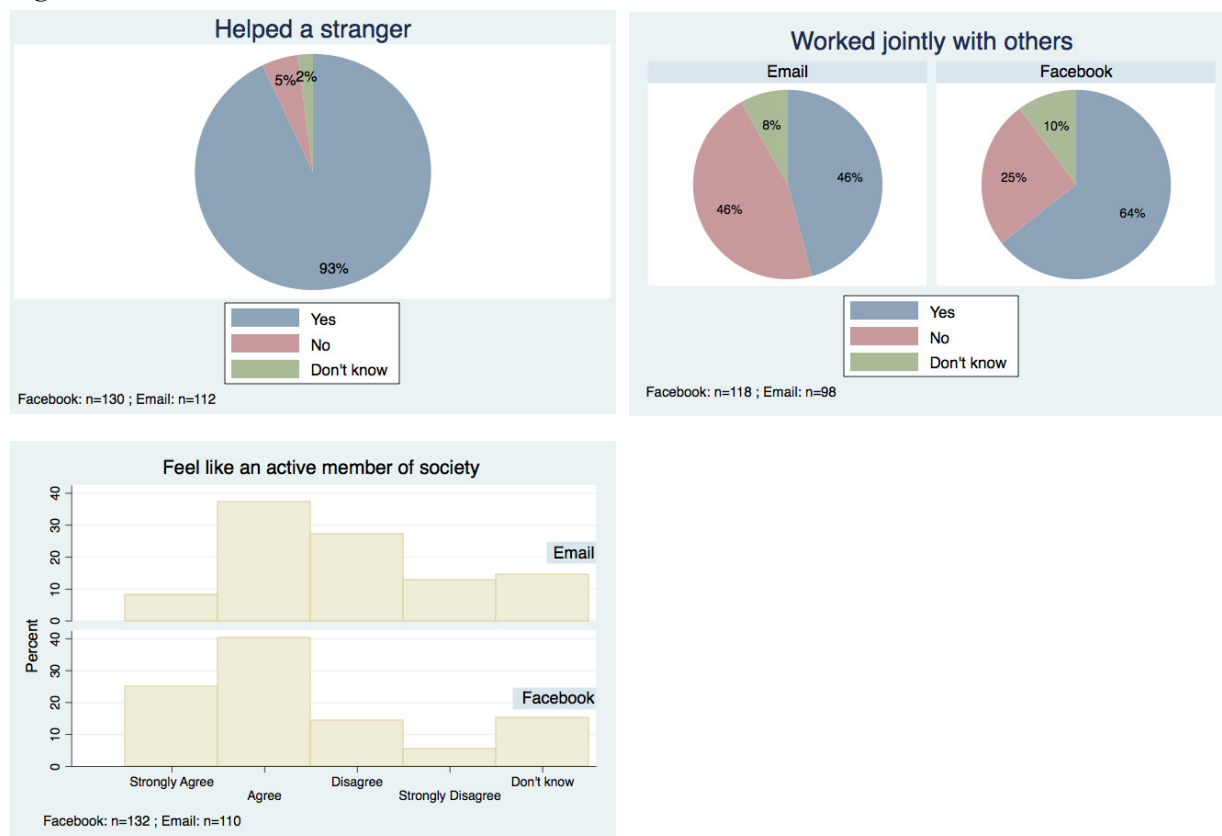 Helped a stranger
5%
2%
93%
Yes
No
Don't know
Facebook: n=130 ; Email: n=112
Worked jointly with others
Email
Facebook
8%
46%
46%
10%
25%
64%
Yes
No
Don't know
Facebook: n=118 ; Email: n=98
Feel like an active member of society
Percent
40
30
20
10
0
Email
40
30
20
10
0
Facebook
Strongly Agree
Agree
Disagree
Strongly Disagree
Don't know
Facebook: n=132 ; Email: n=110